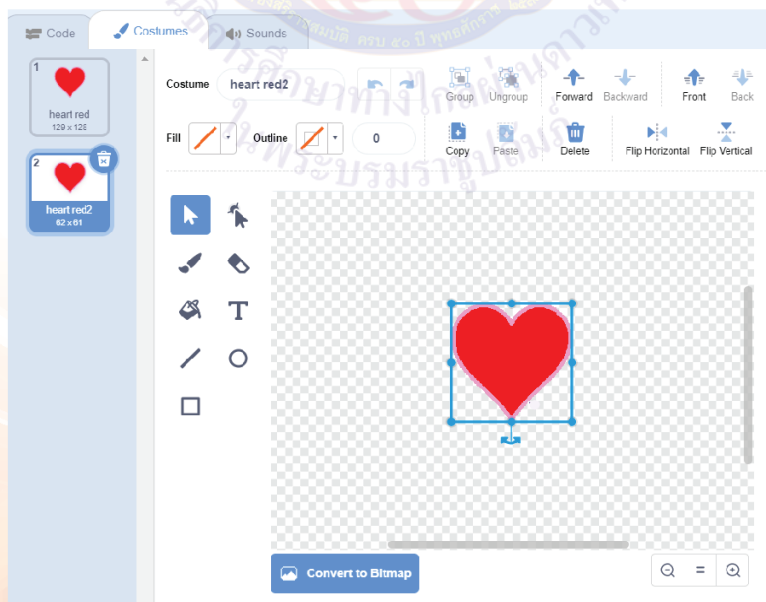 Code
Costumes
Sounds
1
heart red
129 x 128
2
heart red2
62 x 61
Costume
heart red2
Group
Ungroup
Forward
Backward
Front
Back
Fill
Outline
0
Copy
Paste
Delete
Flip Horizontal
Flip Vertical
T
Convert to Bitmap
=